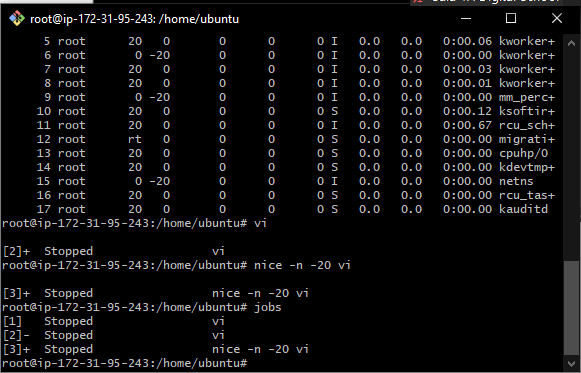 root@ip-172-31-95-243: /home/ubuntu
5 root 20 0 0 0 0 I 0.0 0.0 0:00.06 kworker+
6 root 0 -20 0 0 0 I 0.0 0.0 0:00.00 kworker+
7 root 20 0 0 0 0 I 0.0 0.0 0:00.03 kworker+
8 root 20 0 0 0 0 I 0.0 0.0 0:00.01 kworker+
9 root 0 -20 0 0 0 I 0.0 0.0 0:00.00 mm_perc+
10 root 20 0 0 0 0 S 0.0 0.0 0:00.12 ksoftir+
11 root 20 0 0 0 0 I 0.0 0.0 0:00.67 rcu_sch+
12 root rt 0 0 0 0 S 0.0 0.0 0:00.00 migrati+
13 root 20 0 0 0 0 S 0.0 0.0 0:00.00 cpuhp/0
14 root 20 0 0 0 0 S 0.0 0.0 0:00.00 kdevtmp+
15 root 0 -20 0 0 0 I 0.0 0.0 0:00.00 netns
16 root 20 0 0 0 0 S 0.0 0.0 0:00.00 rcu_tas+
17 root 20 0 0 0 0 S 0.0 0.0 0:00.00 kauditd
root@ip-172-31-95-243:/home/ubuntu# vi
[2]+ Stopped vi
root@ip-172-31-95-243:/home/ubuntu# nice -n -20 vi
[3]+ Stopped nice -n -20 vi
root@ip-172-31-95-243:/home/ubuntu# jobs
[1] Stopped vi
[2]- Stopped vi
[3]+ Stopped nice -n -20 vi
root@ip-172-31-95-243:/home/ubuntu#